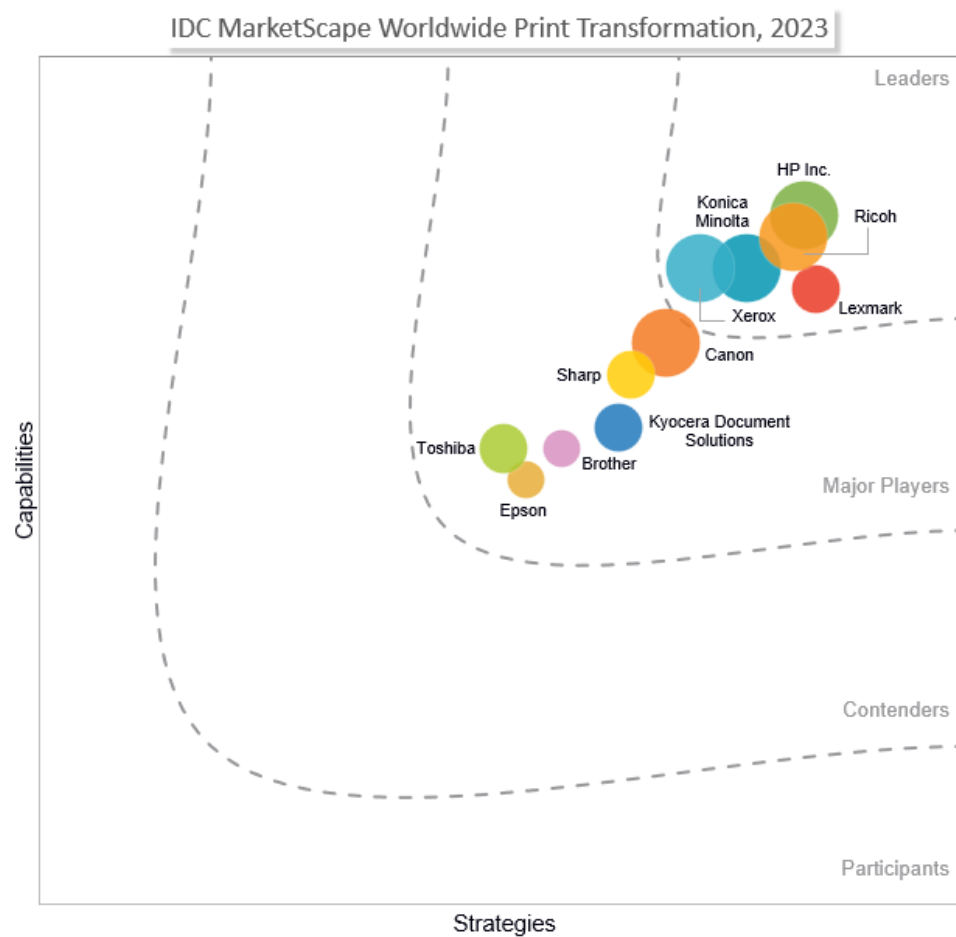 IDC MarketScape Worldwide Print Transformation, 2023
Leaders
HP Inc.
Konica
Minolta
Ricoh
Lexmark
Xerox
Canon
Sharp
Kyocera Document
Solutions
Toshiba
Brother
Epson
Major Players
Capabilities
Contenders
Participants
Strategies